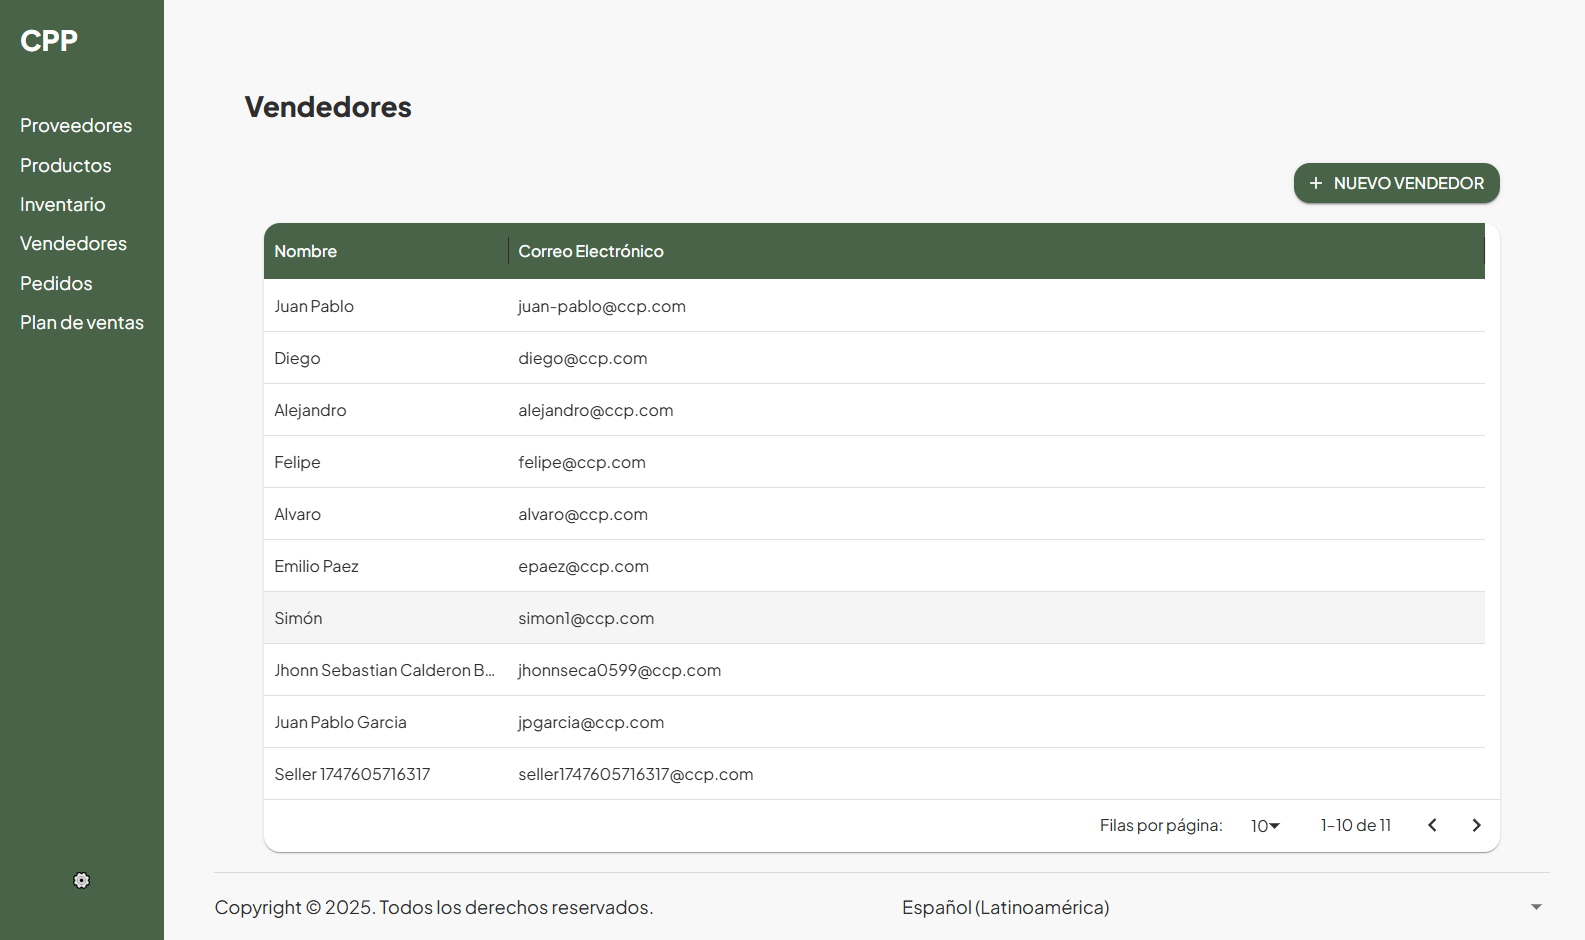 CPP
Proveedores
Productos
Inventario
Vendedores
Pedidos
Plan de ventas
Vendedores
+ NUEVO VENDEDOR
Nombre Correo Electrónico
Juan Pablo juan-pablo@ccp.com
Diego diego@ccp.com
Alejandro alejandro@ccp.com
Felipe felipe@ccp.com
Alvaro alvaro@ccp.com
Emilio Paez epaez@ccp.com
Simón simon1@ccp.com
Jhonn Sebastian Calderon B... jhonnseca0599@ccp.com
Juan Pablo Garcia jpgarcia@ccp.com
Seller 1747605716317 seller1747605716317@ccp.com
Filas por página: 10 1–10 de 11
Copyright © 2025. Todos los derechos reservados. Español (Latinoamérica)